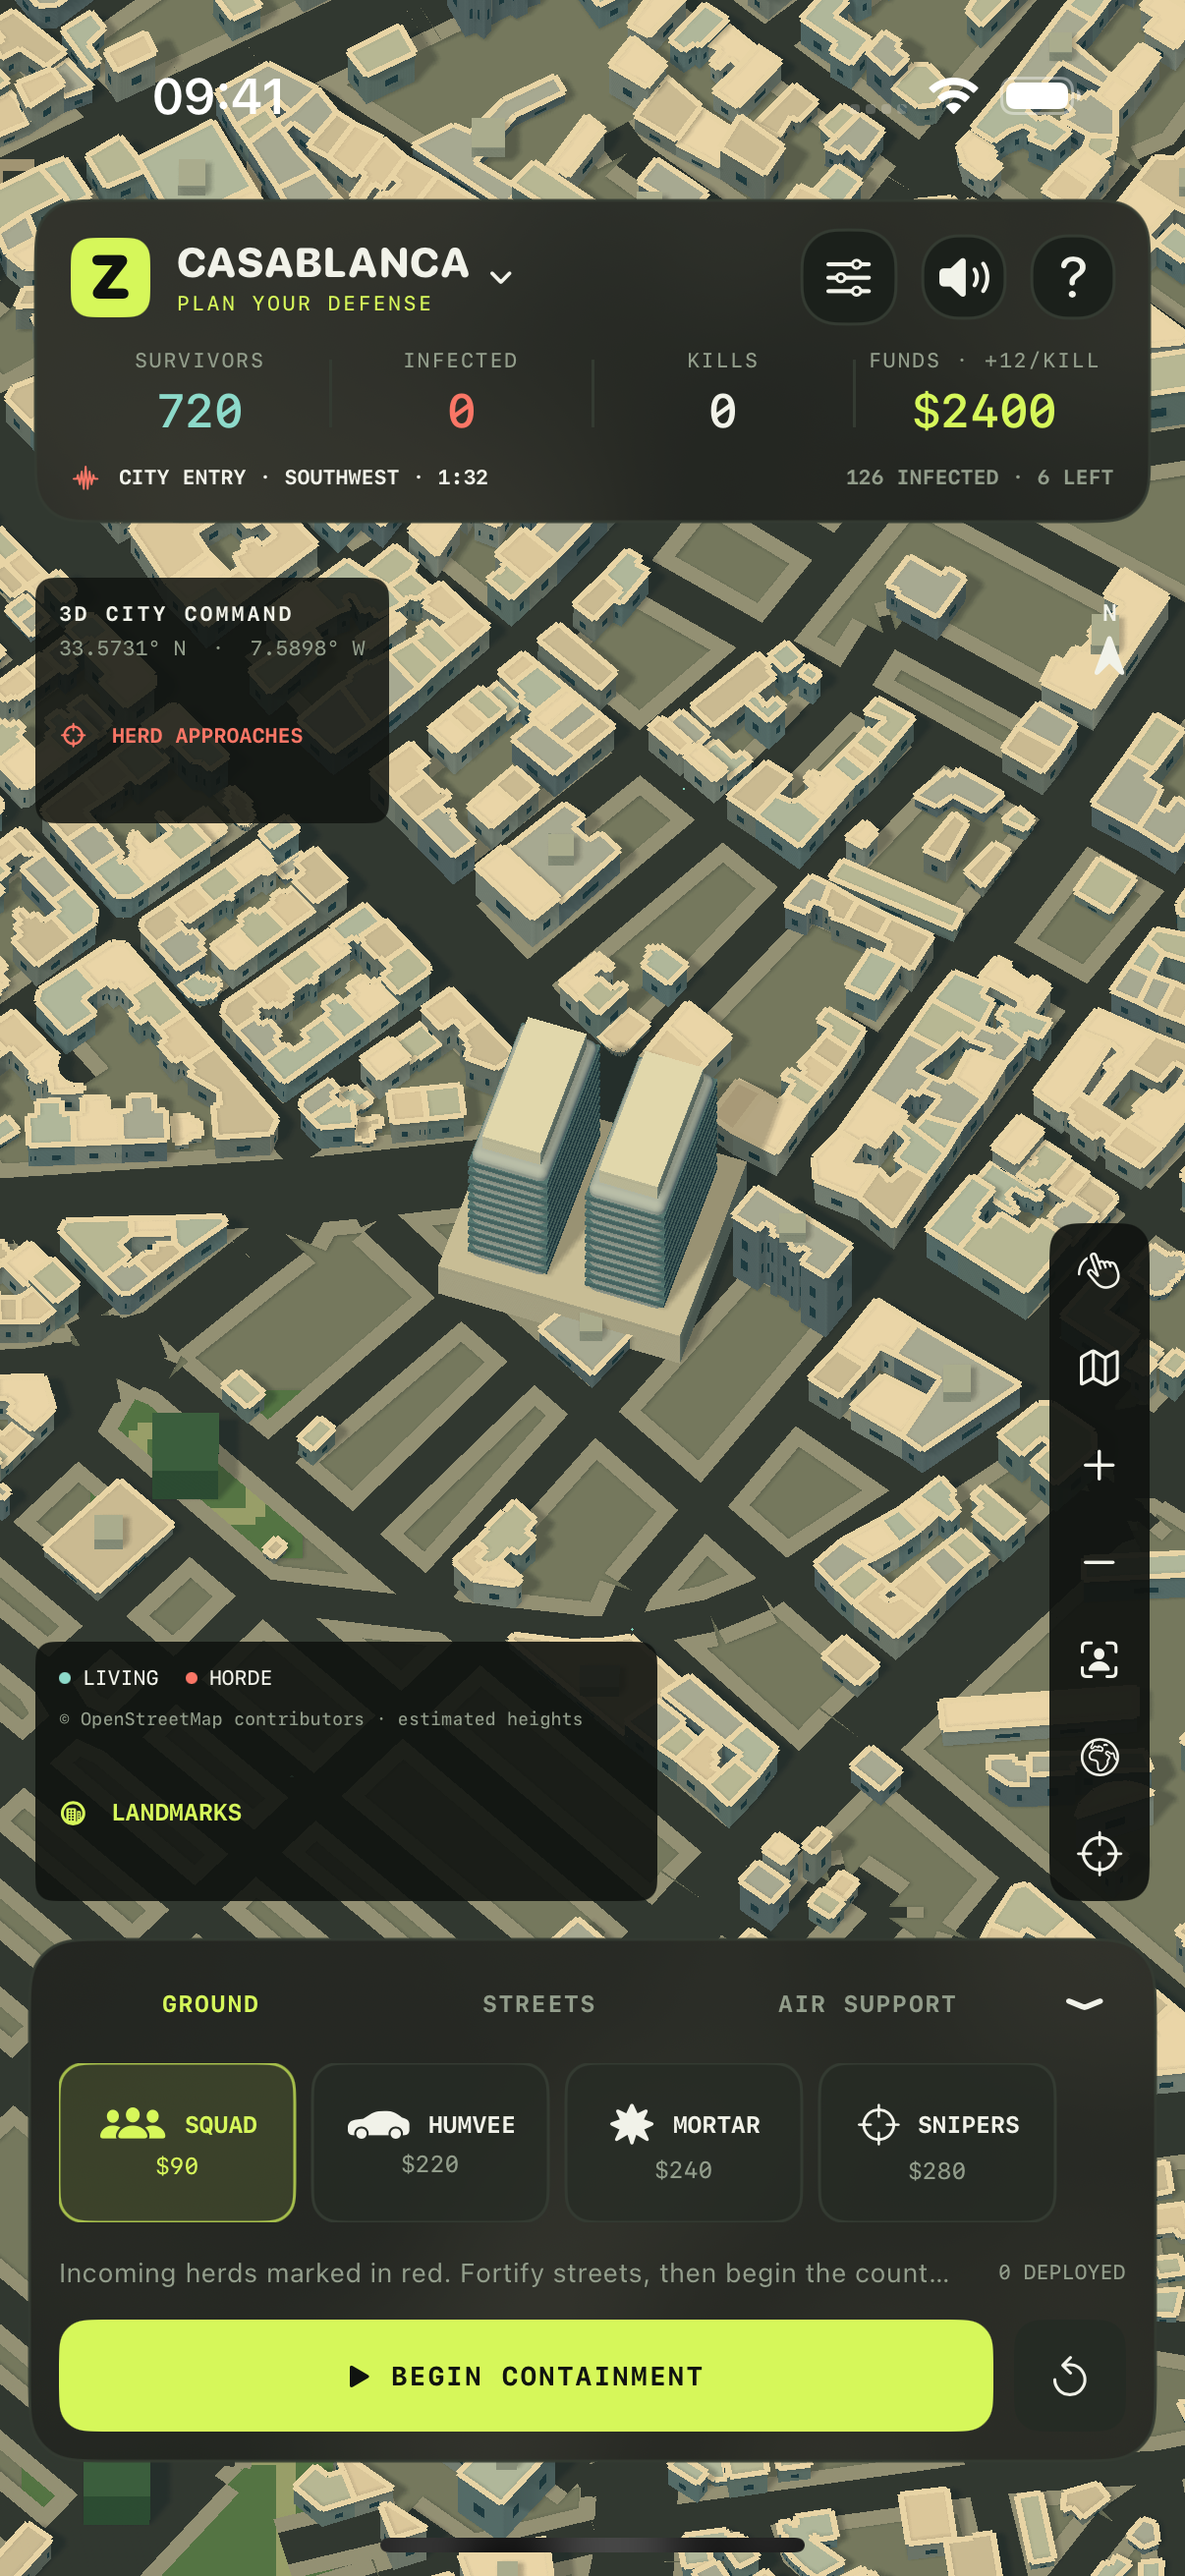 09:41
Z
CASABLANCA
PLAN YOUR DEFENSE
?
SURVIVORS
INFECTED
KILLS
FUNDS · +12/KILL
720
0
0
$2400
CITY ENTRY · SOUTHWEST · 1:32
126 INFECTED · 6 LEFT
3D CITY COMMAND
33.5731° N · 7.5898° W
HERD APPROACHES
N
LIVING
HORDE
© OpenStreetMap contributors · estimated heights
LANDMARKS
GROUND
STREETS
AIR SUPPORT
SQUAD
$90
HUMVEE
$220
MORTAR
$240
SNIPERS
$280
Incoming herds marked in red. Fortify streets, then begin the count...
0 DEPLOYED
BEGIN CONTAINMENT